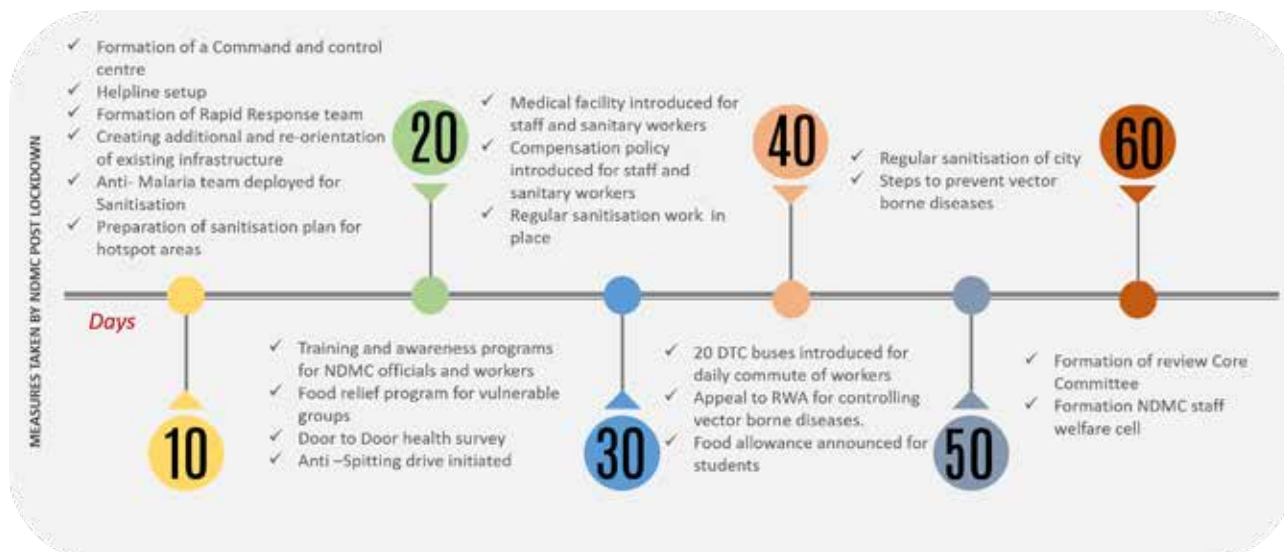 MEASURES TAKEN BY NDMC POST LOCKDOWN
✓ Formation of a Command and control
centre
✓ Helpline setup
✓ Formation of Rapid Response team
✓ Creating additional and re-orientation
of existing infrastructure
✓ Anti- Malaria team deployed for
Sanitisation
✓ Preparation of sanitisation plan for
hotspot areas
20
✓ Medical facility introduced for
staff and sanitary workers
✓ Compensation policy
introduced for staff and
sanitary workers
✓ Regular sanitisation work in
place
40
✓ Regular sanitisation of city
✓ Steps to prevent vector
borne diseases
60
Days
10
✓ Training and awareness programs
for NDMC officials and workers
✓ Food relief program for vulnerable
groups
✓ Door to Door health survey
✓ Anti –Spitting drive initiated
30
✓ 20 DTC buses introduced for
daily commute of workers
✓ Appeal to RWA for controlling
vector borne diseases.
✓ Food allowance announced for
students
50
✓ Formation of review Core
Committee
✓ Formation NDMC staff
welfare cell